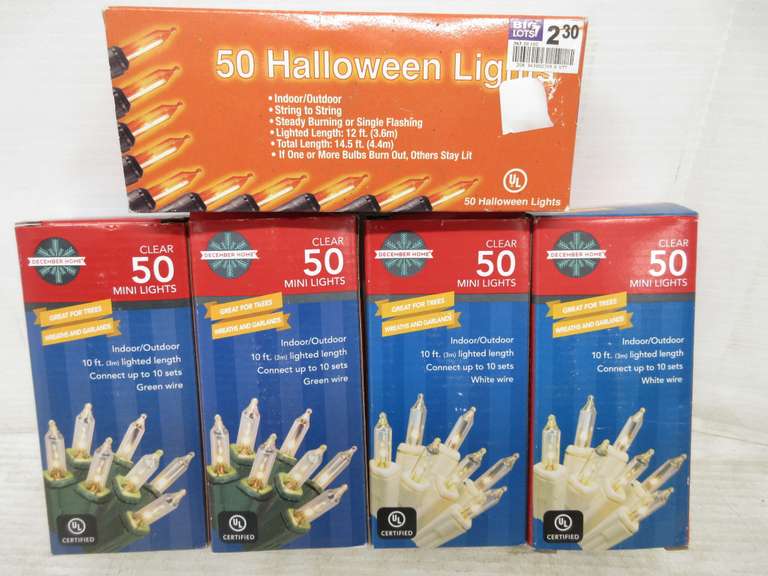 BIG LOTS!
2³⁰
50 Halloween Lights
• Indoor/Outdoor
• String to String
• Steady Burning or Single Flashing
• Lighted Length: 12 ft. (3.6m)
• Total Length: 14.5 ft. (4.4m)
• If One or More Bulbs Burn Out, Others Stay Lit
UL
50 Halloween Lights
DECEMBER HOME
CLEAR
50
MINI LIGHTS
GREAT FOR TREES
WREATHS AND GARLANDS
Indoor/Outdoor
10 ft. (3m) lighted length
Connect up to 10 sets
Green wire
UL
CERTIFIED
DECEMBER HOME
CLEAR
50
MINI LIGHTS
GREAT FOR TREES
WREATHS AND GARLANDS
Indoor/Outdoor
10 ft. (3m) lighted length
Connect up to 10 sets
Green wire
UL
CERTIFIED
DECEMBER HOME
CLEAR
50
MINI LIGHTS
GREAT FOR TREES
WREATHS AND GARLANDS
Indoor/Outdoor
10 ft. (3m) lighted length
Connect up to 10 sets
White wire
UL
CERTIFIED
DECEMBER HOME
CLEAR
50
MINI LIGHTS
GREAT FOR TREES
WREATHS AND GARLANDS
Indoor/Outdoor
10 ft. (3m) lighted length
Connect up to 10 sets
White wire
UL
CERTIFIED